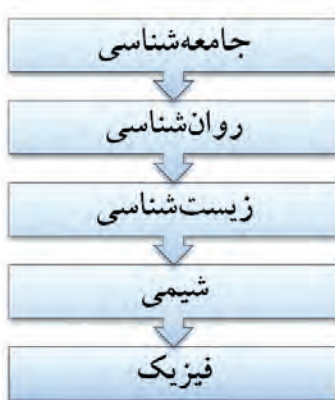 جامعه‌شناسی
روان‌شناسی
زیست‌شناسی
شیمی
فیزیک